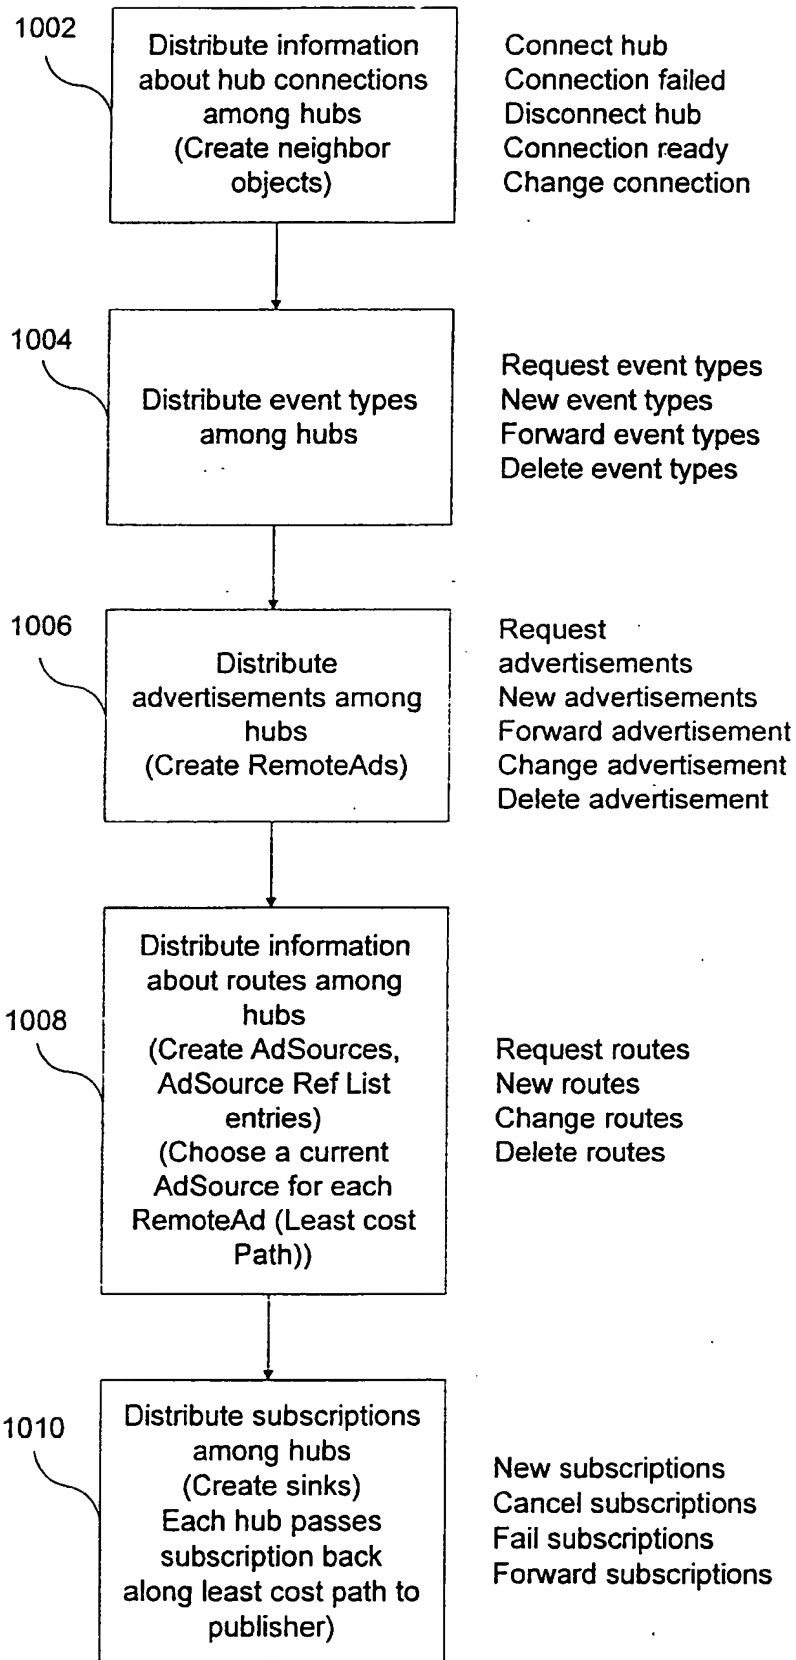 1002
Distribute information
about hub connections
among hubs
(Create neighbor
objects)
Connect hub
Connection failed
Disconnect hub
Connection ready
Change connection
1004
Distribute event types
among hubs
Request event types
New event types
Forward event types
Delete event types
1006
Distribute
advertisements among
hubs
(Create RemoteAds)
Request
advertisements
New advertisements
Forward advertisement
Change advertisement
Delete advertisement
1008
Distribute information
about routes among
hubs
(Create AdSources,
AdSource Ref List
entries)
(Choose a current
AdSource for each
RemoteAd (Least cost
Path))
Request routes
New routes
Change routes
Delete routes
1010
Distribute subscriptions
among hubs
(Create sinks)
Each hub passes
subscription back
along least cost path to
publisher)
New subscriptions
Cancel subscriptions
Fail subscriptions
Forward subscriptions